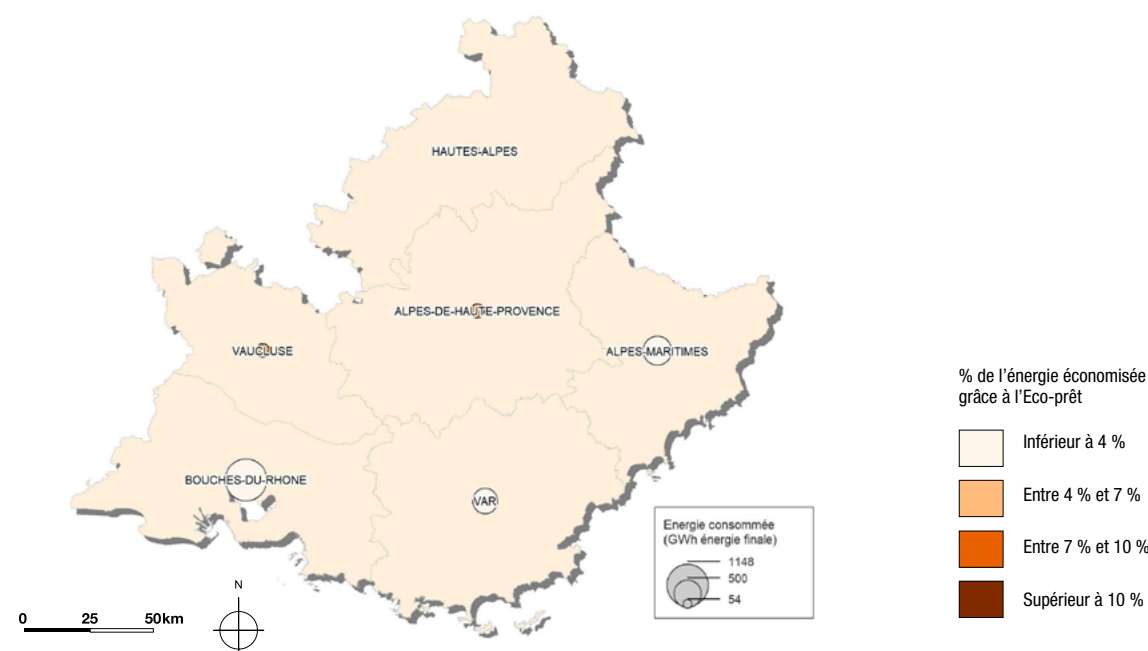 HAUTES-ALPES
ALPES-DE-HAUTE-PROVENCE
VAUCLUSE
ALPES-MARITIMES
BOUCHES-DU-RHONE
VAR
Energie consommée
(GWh énergie finale)
1148
500
54
0 25 50km
N
% de l'énergie économisée
grâce à l'Eco-prêt
Inférieur à 4 %
Entre 4 % et 7 %
Entre 7 % et 10 %
Supérieur à 10 %